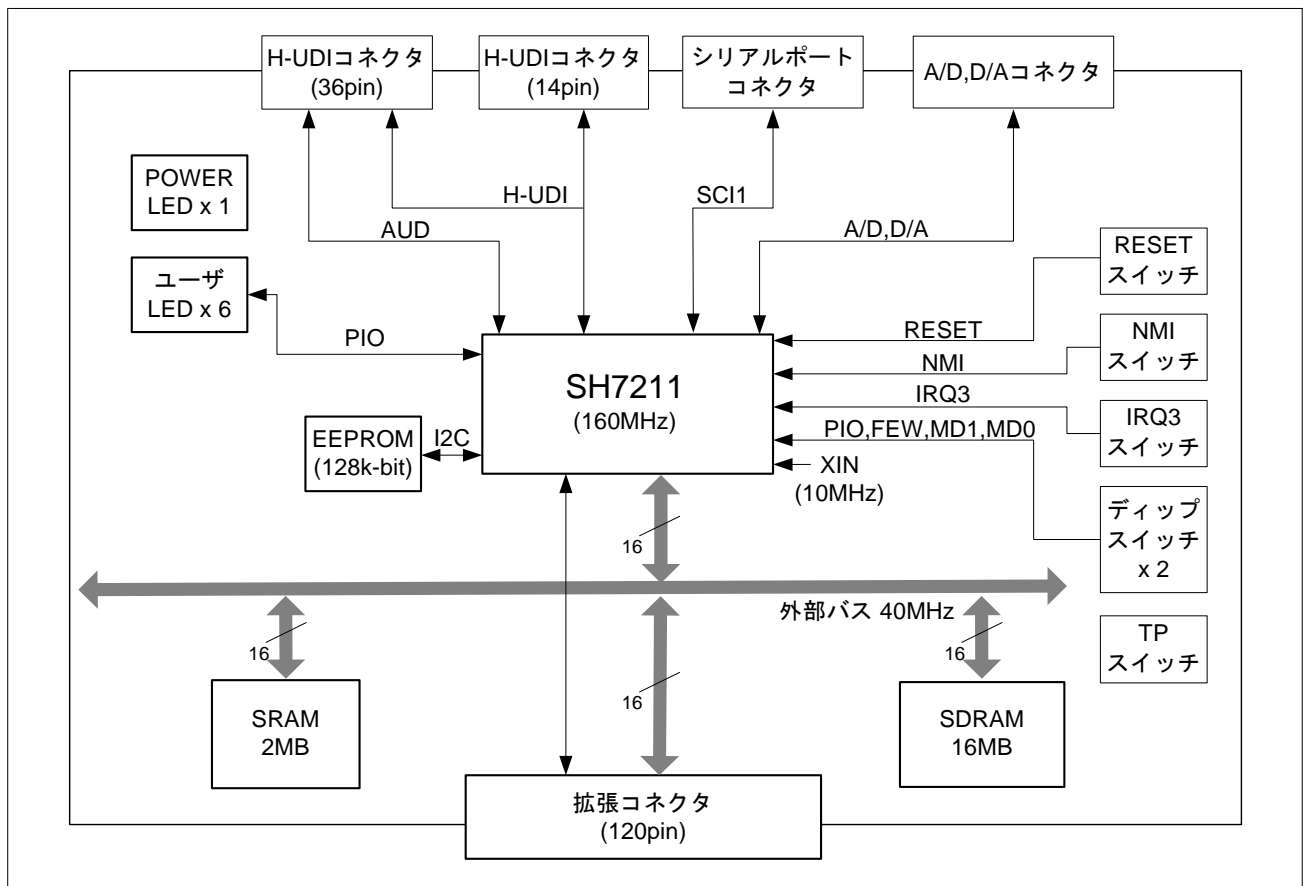 H-UDIコネクタ
(36pin)
H-UDIコネクタ
(14pin)
シリアルポート
コネクタ
A/D,D/Aコネクタ
POWER
LED x 1
H-UDI
SCI1
AUD
A/D,D/A
RESET
スイッチ
ユーザ
LED x 6
PIO
RESET
NMI
スイッチ
NMI
SH7211
(160MHz)
IRQ3
IRQ3
スイッチ
PIO,FEW,MD1,MD0
EEPROM
(128k-bit)
I2C
XIN
(10MHz)
ディップ
スイッチ
x 2
16
外部バス 40MHz
TP
スイッチ
16
16
16
SRAM
2MB
SDRAM
16MB
拡張コネクタ
(120pin)